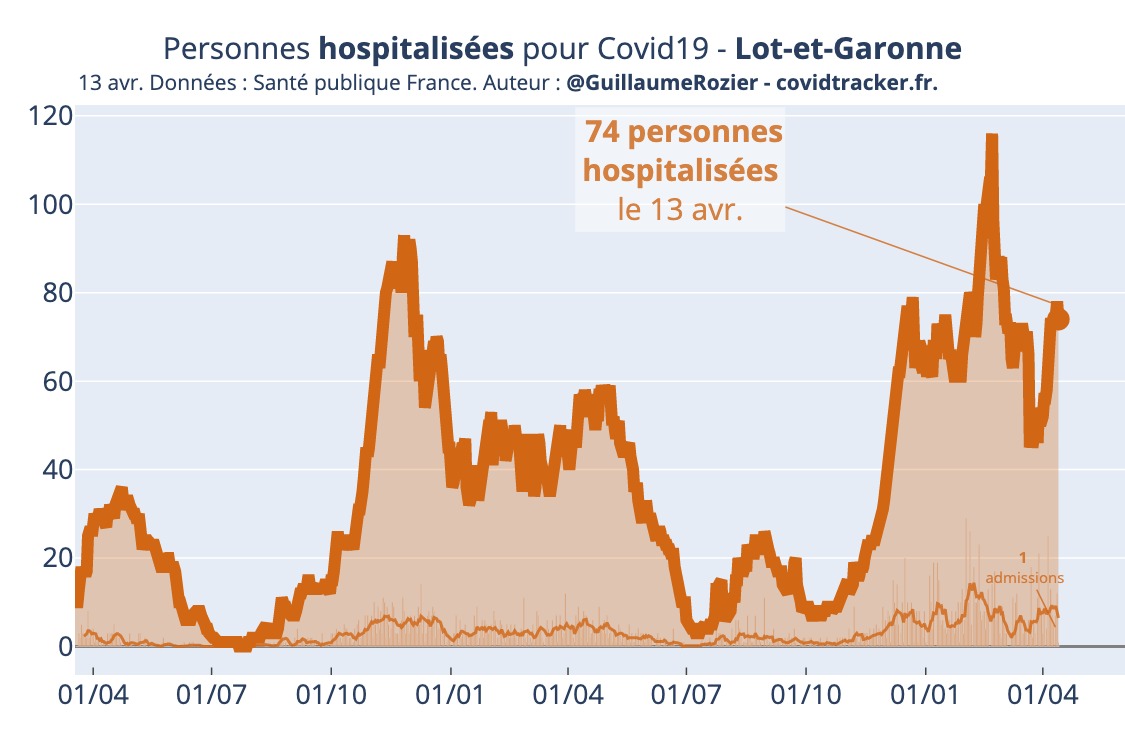 Personnes hospitalisées pour Covid19 - Lot-et-Garonne
13 avr. Données : Santé publique France. Auteur : @GuillaumeRozier - covidtracker.fr.
120
74 personnes
hospitalisées
le 13 avr.
100
80
60
40
20
1
admissions
0
01/04 01/07 01/10 01/01 01/04 01/07 01/10 01/01 01/04